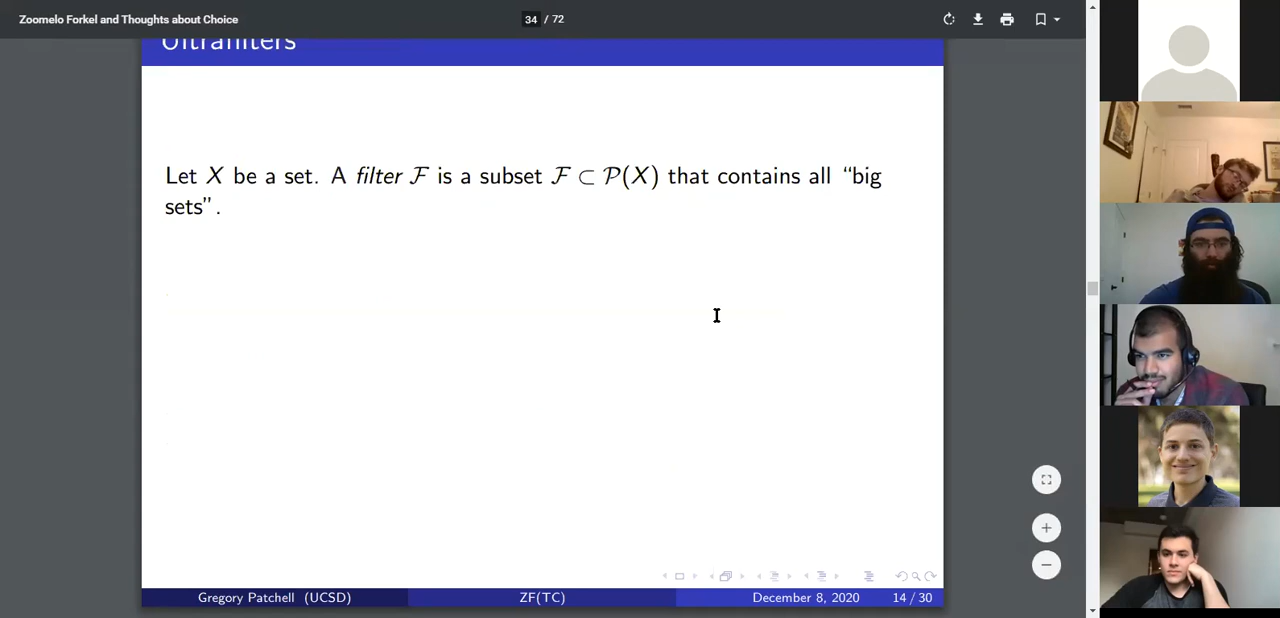 Zoomelo Forkel and Thoughts about Choice
34 / 72
Ultrafilters
Let X be a set. A filter ℱ is a subset ℱ ⊂ 𝒫(X) that contains all “big
sets”.
Gregory Patchell (UCSD) ZF(TC) December 8, 2020 14 / 30